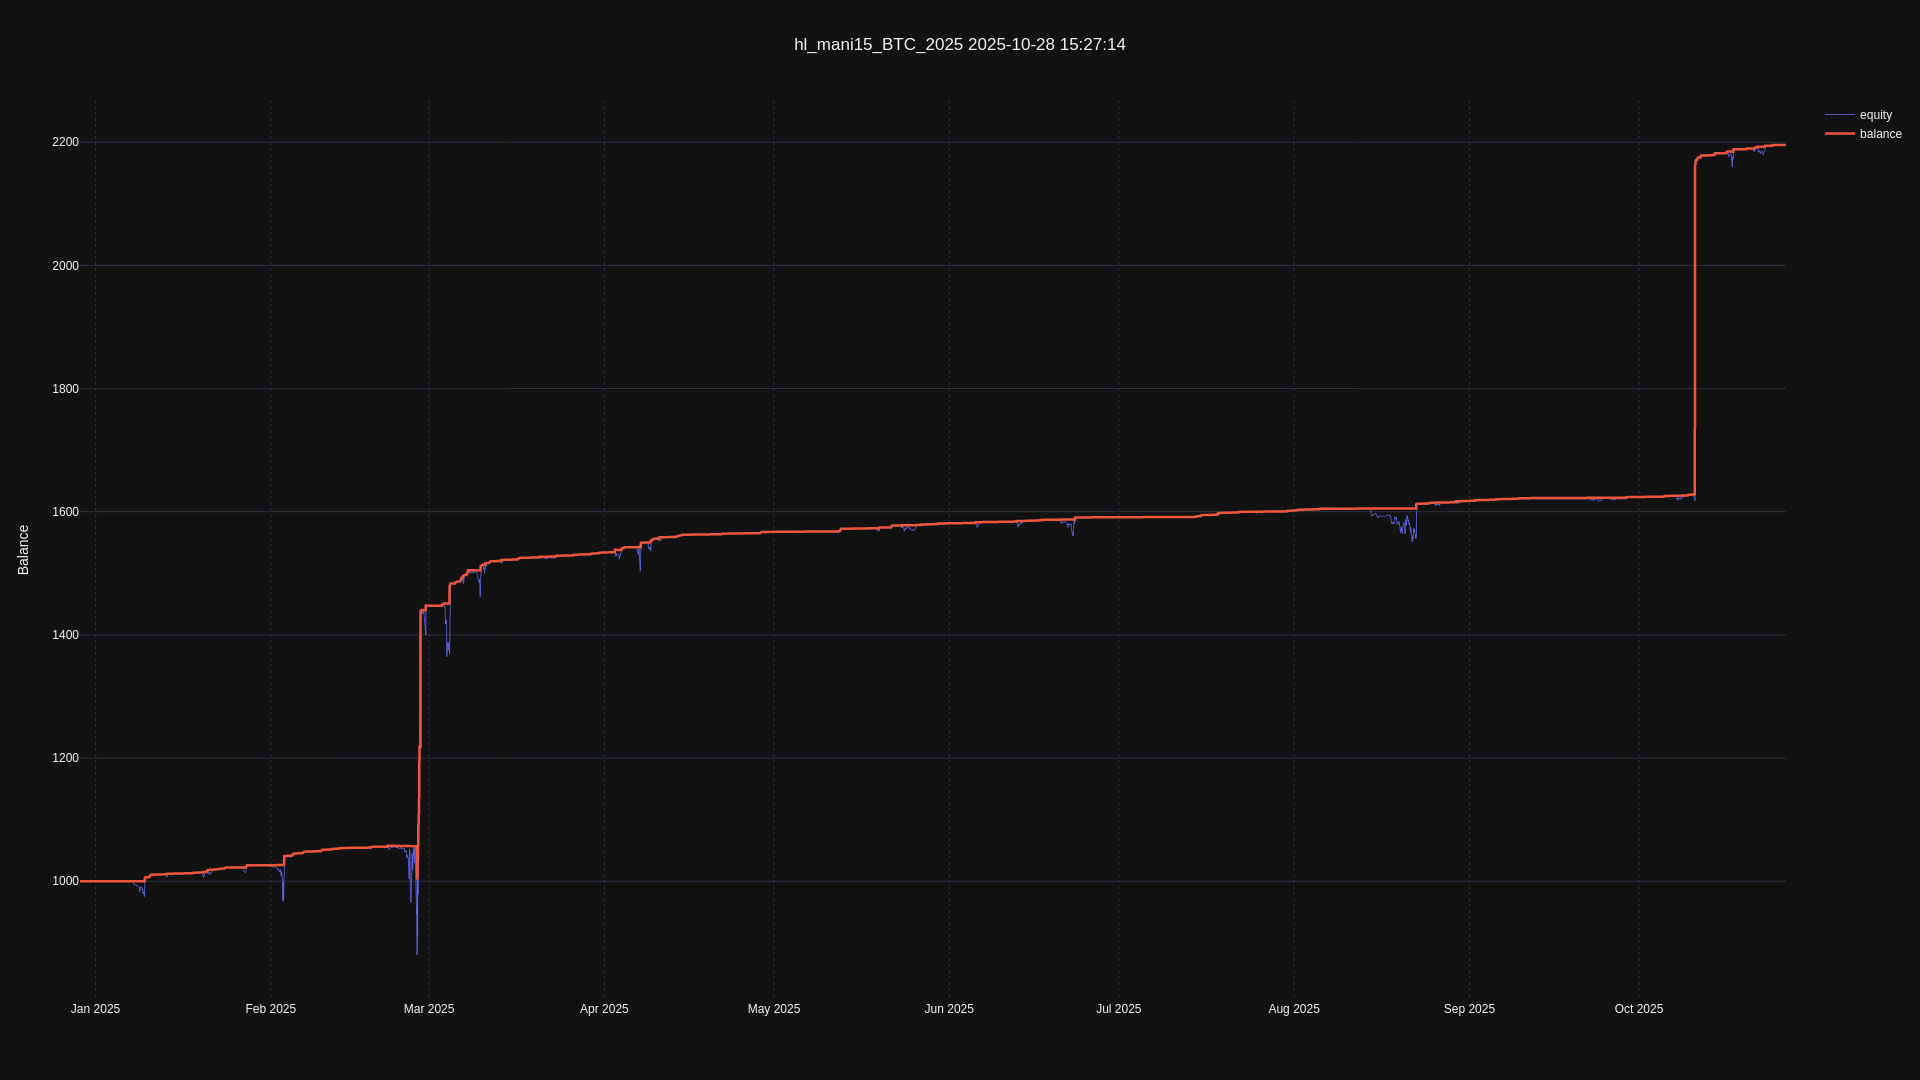 hl_mani15_BTC_2025 2025-10-28 15:27:14
equity
balance
Balance
2200
2000
1800
1600
1400
1200
1000
Jan 2025
Feb 2025
Mar 2025
Apr 2025
May 2025
Jun 2025
Jul 2025
Aug 2025
Sep 2025
Oct 2025